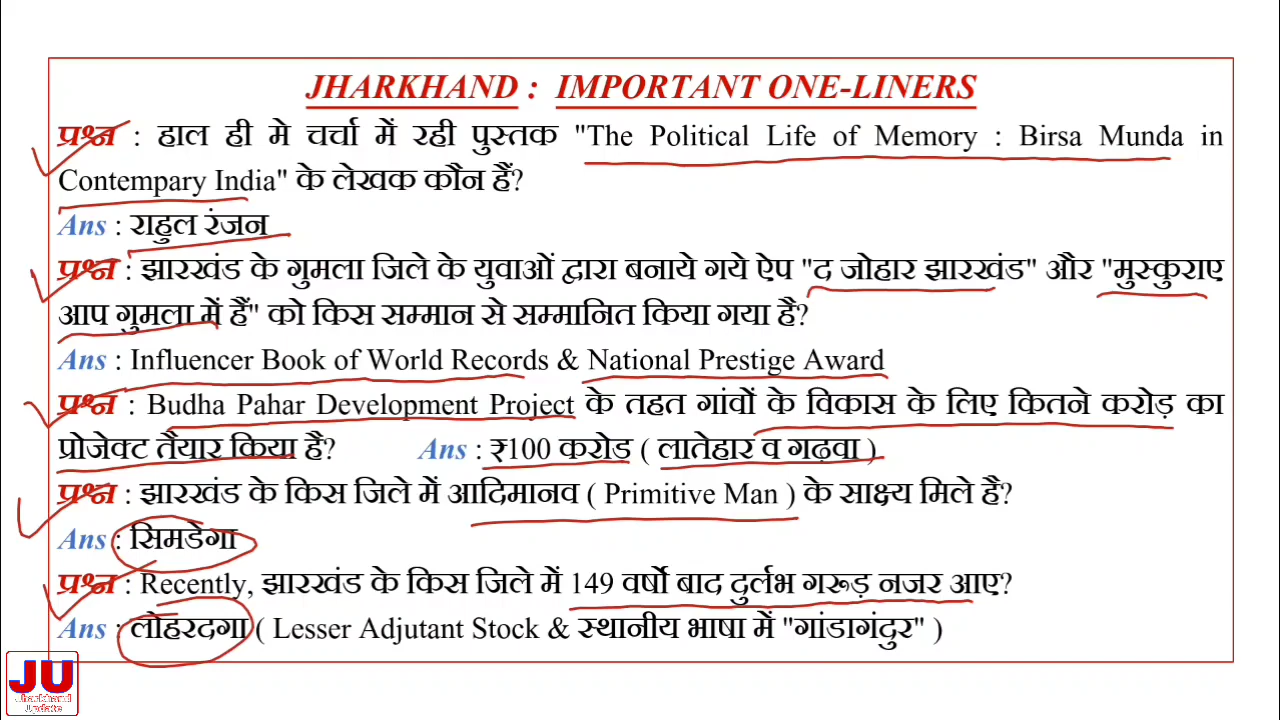 JHARKHAND : IMPORTANT ONE-LINERS
प्रश्न : हाल ही मे चर्चा में रही पुस्तक "The Political Life of Memory : Birsa Munda in
Contempary India" के लेखक कौन हैं?
Ans : राहुल रंजन
प्रश्न : झारखंड के गुमला जिले के युवाओं द्वारा बनाये गये ऐप "द जोहार झारखंड" और "मुस्कुराए
आप गुमला में हैं" को किस सम्मान से सम्मानित किया गया है?
Ans : Influencer Book of World Records & National Prestige Award
प्रश्न : Budha Pahar Development Project के तहत गांवों के विकास के लिए कितने करोड़ का
प्रोजेक्ट तैयार किया है? Ans : ₹100 करोड़ ( लातेहार व गढ़वा )
प्रश्न : झारखंड के किस जिले में आदिमानव ( Primitive Man ) के साक्ष्य मिले है?
Ans : सिमडेगा
प्रश्न : Recently, झारखंड के किस जिले में 149 वर्षो बाद दुर्लभ गरूड़ नजर आए?
Ans : लोहरदगा ( Lesser Adjutant Stock & स्थानीय भाषा में "गांडागंदुर" )
JU
Jharkhand
Update